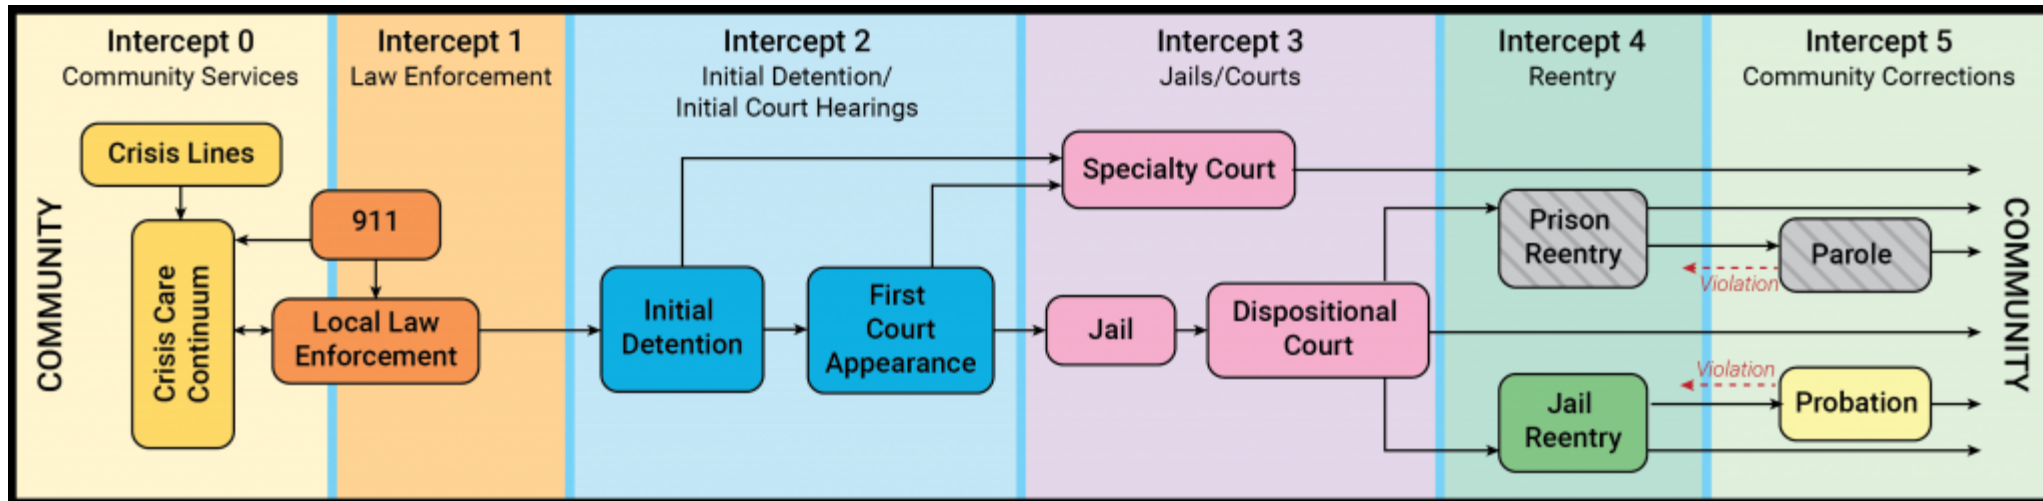 Intercept 0
Community Services
Intercept 1
Law Enforcement
Intercept 2
Initial Detention/
Initial Court Hearings
Intercept 3
Jails/Courts
Intercept 4
Reentry
Intercept 5
Community Corrections
COMMUNITY
Crisis Lines
Crisis Care
Continuum
911
Local Law
Enforcement
Initial
Detention
First
Court
Appearance
Specialty Court
Jail
Dispositional
Court
Prison
Reentry
Parole
Violation
Jail
Reentry
Violation
Probation
COMMUNITY